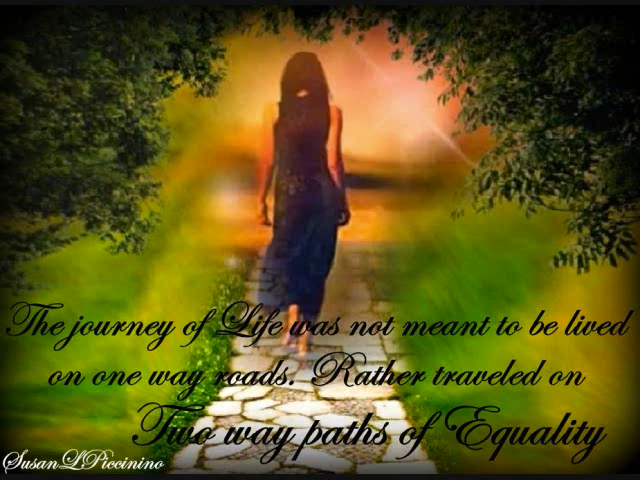 The journey of Life was not meant to be lived
on one way roads. Rather traveled on
Two way paths of Equality
SusanLPiccinino